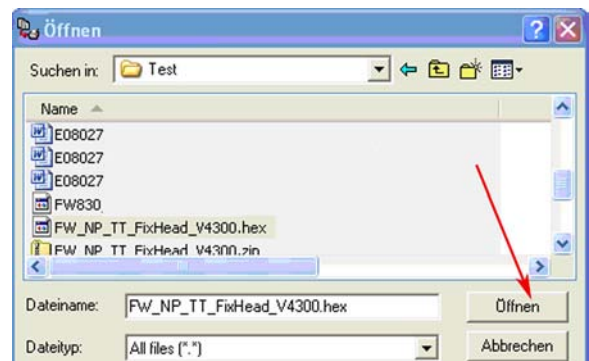 Öffnen
Suchen in: Test
Name
E08027
E08027
E08027
FW830
FW_NP_TT_FixHead_V4300.hex
FW_NP_TT_FixHead_V4300.zip
Dateiname: FW_NP_TT_FixHead_V4300.hex Öffnen
Dateityp: All files (*.*) Abbrechen